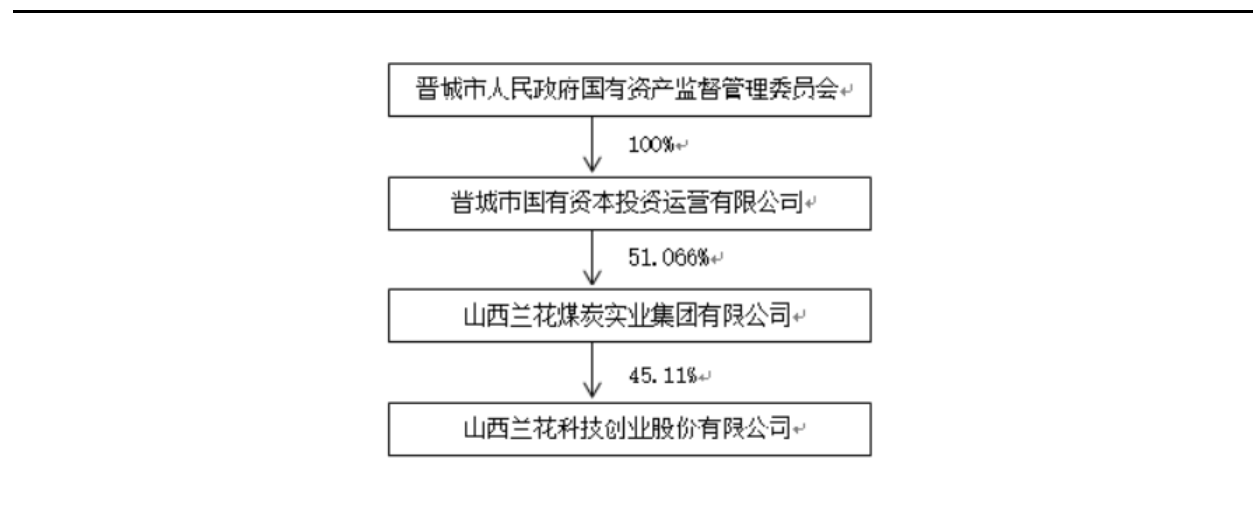 晋城市人民政府国有资产监督管理委员会↵
100%↵
晋城市国有资本投资运营有限公司↵
51.066%↵
山西兰花煤炭实业集团有限公司↵
45.11%↵
山西兰花科技创业股份有限公司↵